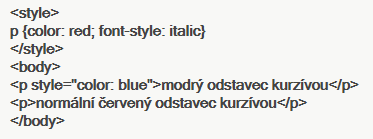 <style>
p {color: red; font-style: italic}
</style>
<body>
<p style="color: blue">modrý odstavec kurzívou</p>
<p>normální červený odstavec kurzívou</p>
</body>